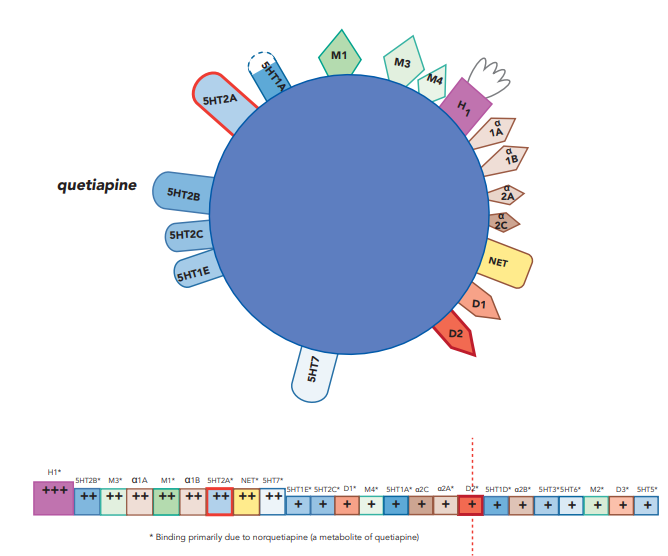 M1
M3
M4
5HT1A
5HT2A
H1
α
1A
α
1B
quetiapine
5HT2B
α
2A
α
2C
5HT2C
NET
5HT1E
D1
D2
5HT7
H1* 5HT2B* M3* α1A M1* α1B 5HT2A* NET* 5HT7* 5HT1E* 5HT2C* D1* M4* 5HT1A* α2C α2A* D2* 5HT1D* α2B* 5HT3* 5HT6* M2* D3* 5HT5*
+++ ++ ++ ++ ++ ++ ++ ++ ++ + + + + + + + + + + + + + + +
* Binding primarily due to norquetiapine (a metabolite of quetiapine)